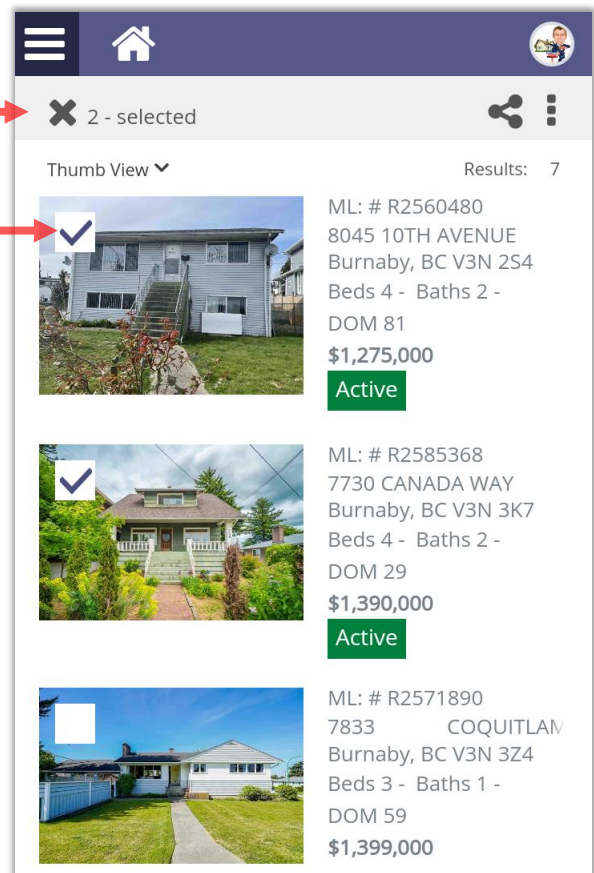 2 - selected
Thumb View
Results: 7
ML: # R2560480
8045 10TH AVENUE
Burnaby, BC V3N 2S4
Beds 4 - Baths 2 -
DOM 81
$1,275,000
Active
ML: # R2585368
7730 CANADA WAY
Burnaby, BC V3N 3K7
Beds 4 - Baths 2 -
DOM 29
$1,390,000
Active
ML: # R2571890
7833 COQUITLAM
Burnaby, BC V3N 3Z4
Beds 3 - Baths 1 -
DOM 59
$1,399,000